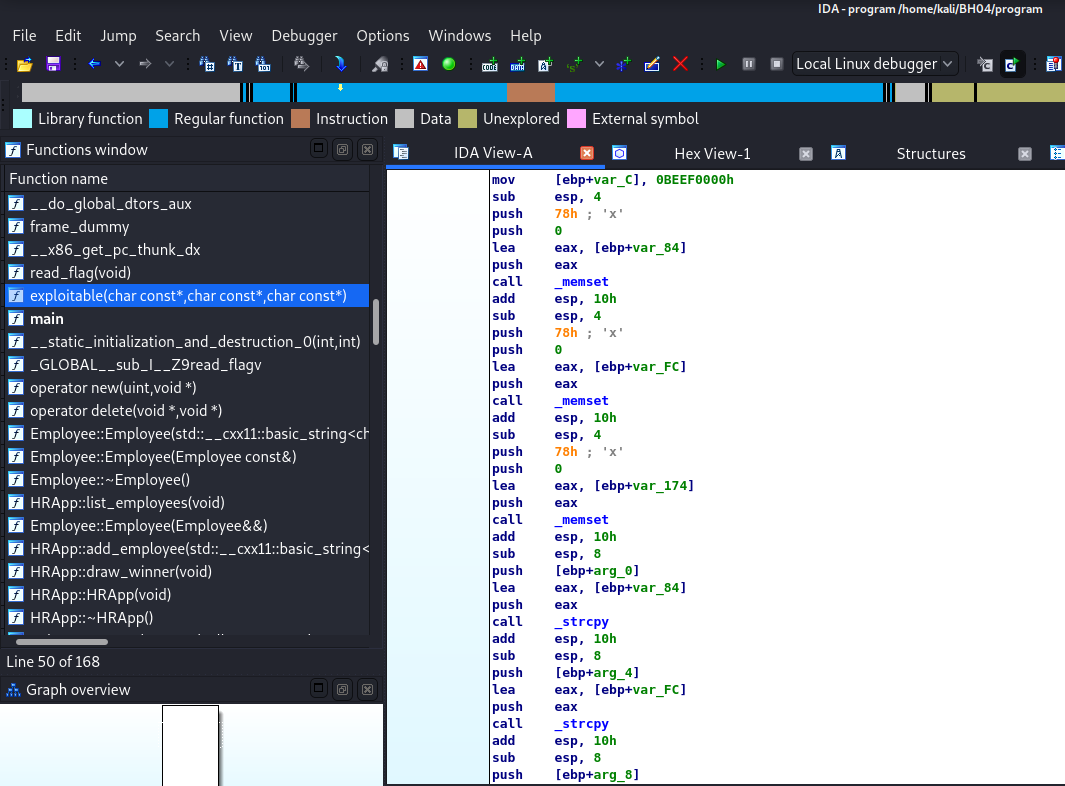 IDA - program /home/kali/BH04/program
File Edit Jump Search View Debugger Options Windows Help
Local Linux debugger
Library function Regular function Instruction Data Unexplored External symbol
Functions window
IDA View-A Hex View-1 Structures
Function name
__do_global_dtors_aux
frame_dummy
__x86_get_pc_thunk_dx
read_flag(void)
exploitable(char const*,char const*,char const*)
main
__static_initialization_and_destruction_0(int,int)
_GLOBAL__sub_I__Z9read_flagv
operator new(uint,void *)
operator delete(void *,void *)
Employee::Employee(std::__cxx11::basic_string<ch
Employee::Employee(Employee const&)
Employee::~Employee()
HRApp::list_employees(void)
Employee::Employee(Employee&&)
HRApp::add_employee(std::__cxx11::basic_string<
HRApp::draw_winner(void)
HRApp::HRApp(void)
HRApp::~HRApp()
Line 50 of 168
Graph overview
mov [ebp+var_C], 0BEEF0000h
sub esp, 4
push 78h ; 'x'
push 0
lea eax, [ebp+var_84]
push eax
call _memset
add esp, 10h
sub esp, 4
push 78h ; 'x'
push 0
lea eax, [ebp+var_FC]
push eax
call _memset
add esp, 10h
sub esp, 4
push 78h ; 'x'
push 0
lea eax, [ebp+var_174]
push eax
call _memset
add esp, 10h
sub esp, 8
push [ebp+arg_0]
lea eax, [ebp+var_84]
push eax
call _strcpy
add esp, 10h
sub esp, 8
push [ebp+arg_4]
lea eax, [ebp+var_FC]
push eax
call _strcpy
add esp, 10h
sub esp, 8
push [ebp+arg_8]